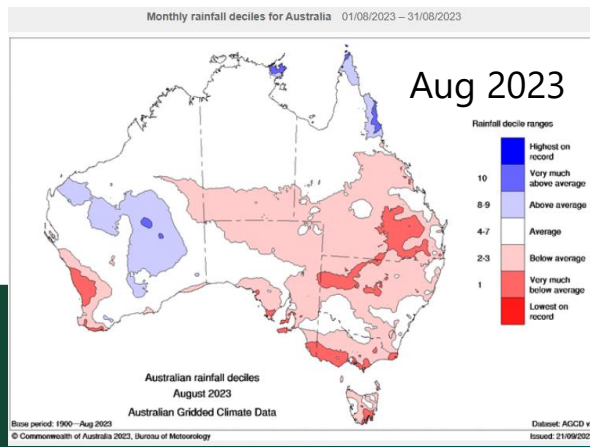 Monthly rainfall deciles for Australia 01/08/2023 – 31/08/2023
Aug 2023
Rainfall decile ranges
Highest on
record
10 Very much
above average
8-9 Above average
4-7 Average
2-3 Below average
1 Very much
below average
Lowest on
record
Australian rainfall deciles
August 2023
Australian Gridded Climate Data
Base period: 1900—Aug 2023
Dataset: AGCD
© Commonwealth of Australia 2023, Bureau of Meteorology
Issued: 21/09/202